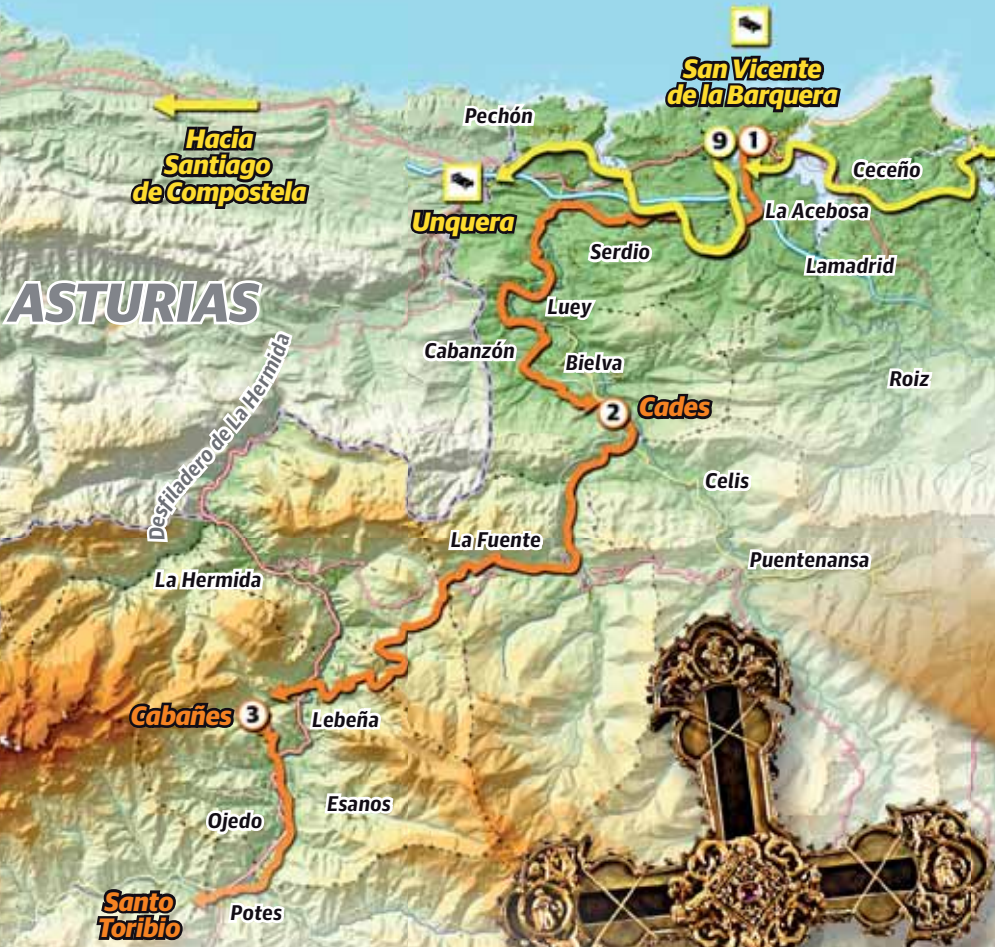 San Vicente
de la Barquera
Pechón
Hacia
Santiago
de Compostela
9
1
Ceceño
Unquera
La Acebosa
Serdio
Lamadrid
ASTURIAS
Luey
Cabanzón
Bielva
Roiz
2
Cades
Desfiladero de La Hermida
Celis
La Fuente
Puentenansa
La Hermida
Cabañes
3
Lebeña
Esanos
Ojedo
Santo
Toribio
Potes